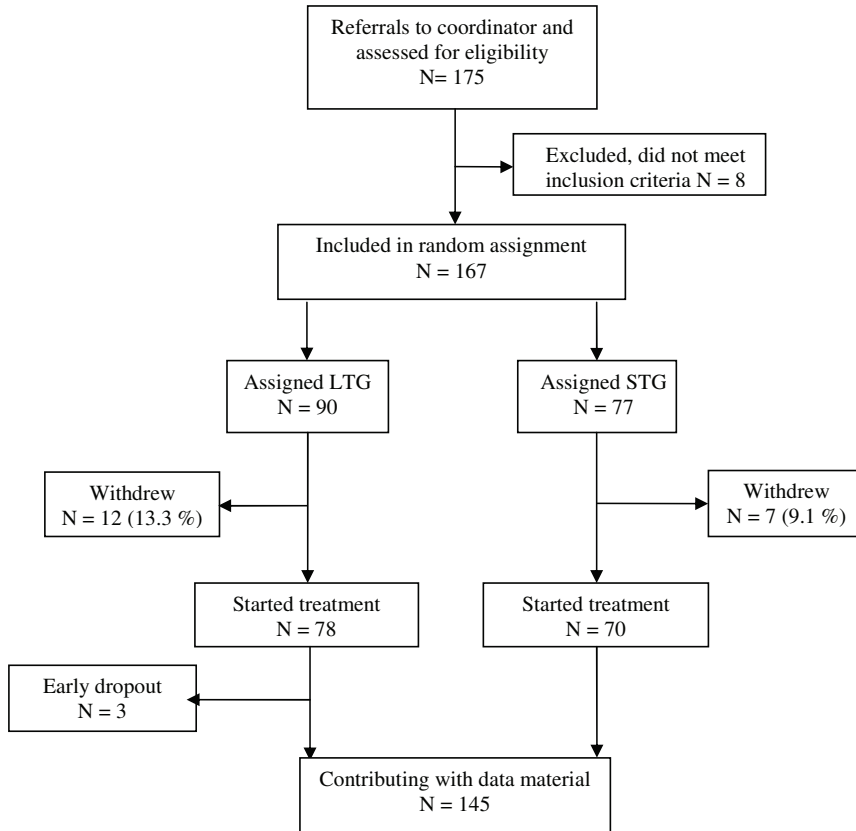 Referrals to coordinator and
assessed for eligibility
N= 175
Excluded, did not meet
inclusion criteria N = 8
Included in random assignment
N = 167
Assigned LTG
N = 90
Assigned STG
N = 77
Withdrew
N = 12 (13.3 %)
Withdrew
N = 7 (9.1 %)
Started treatment
N = 78
Started treatment
N = 70
Early dropout
N = 3
Contributing with data material
N = 145